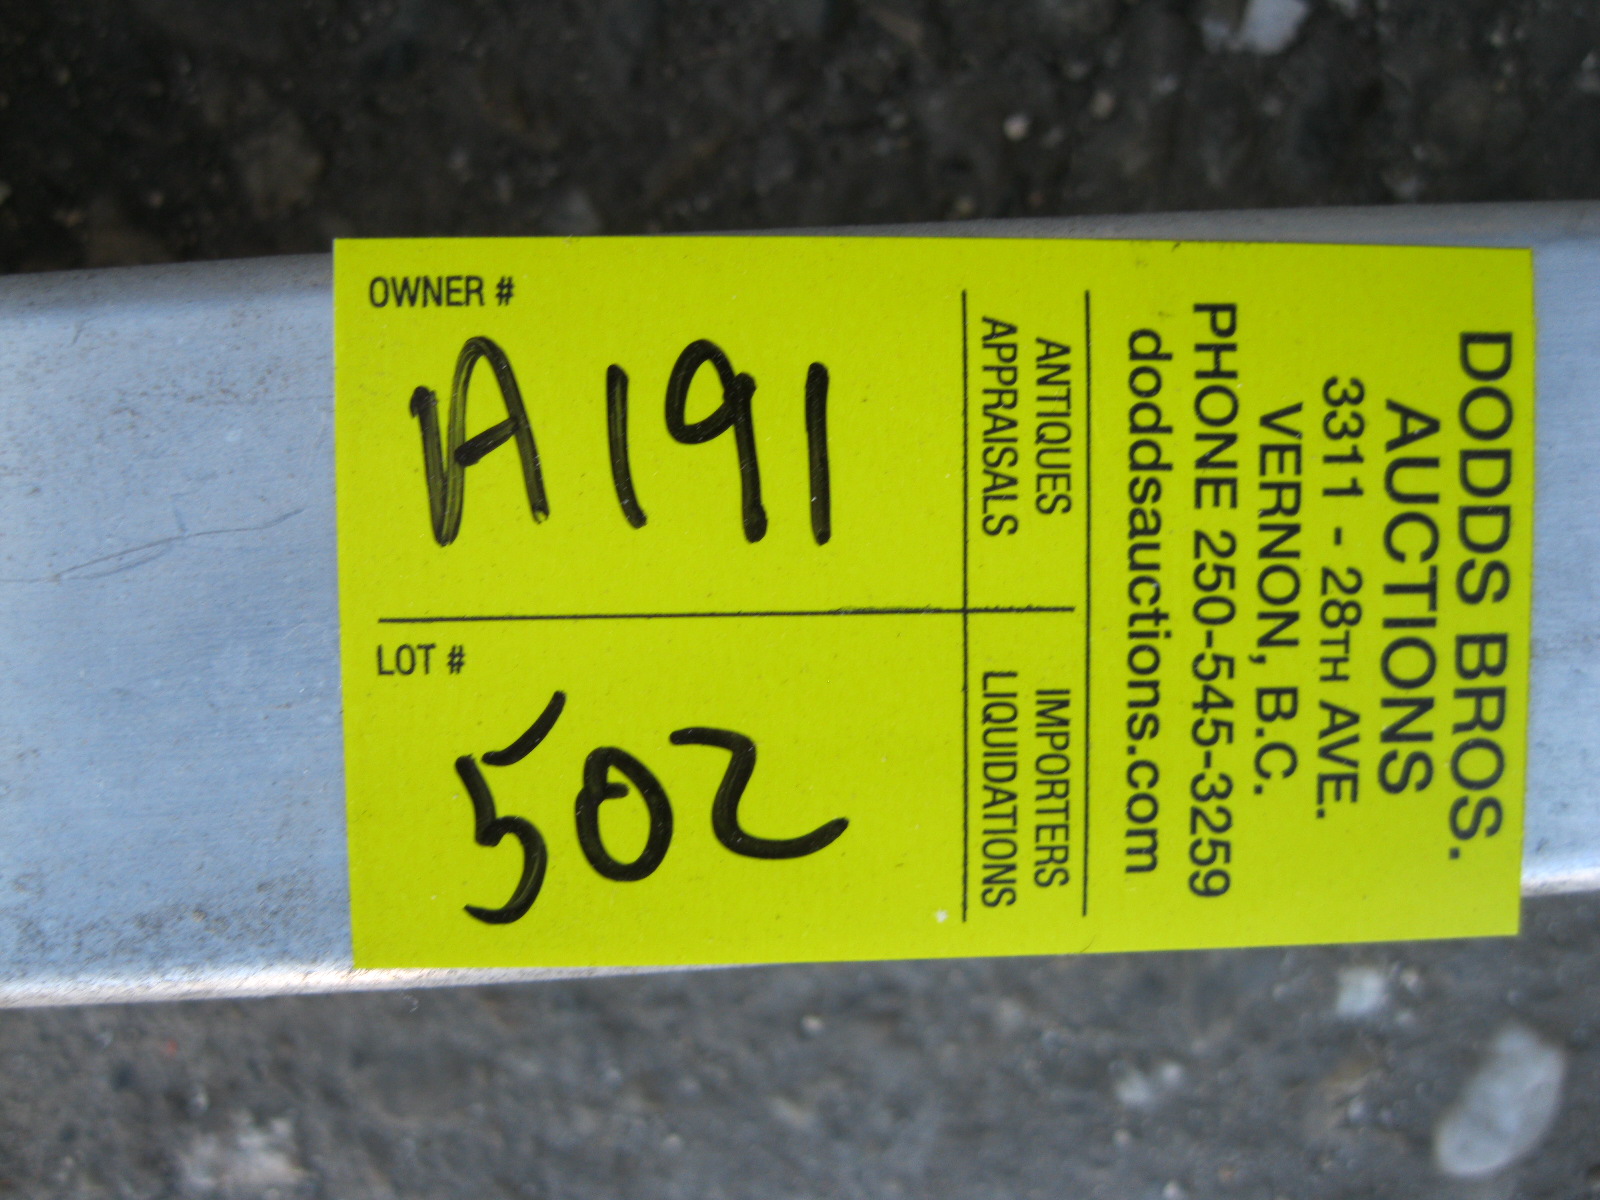 DODDS BROS.
AUCTIONS
3311 - 28TH AVE.
VERNON, B.C.
PHONE 250-545-3259
doddsauctions.com
ANTIQUES
APPRAISALS
IMPORTERS
LIQUIDATIONS
OWNER #
A191
LOT #
502